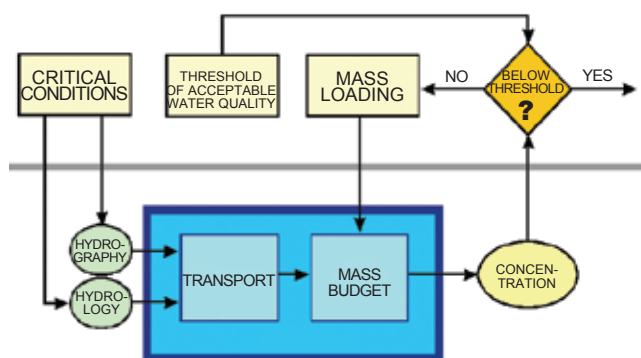 CRITICAL
CONDITIONS
THRESHOLD
OF ACCEPTABLE
WATER QUALITY
MASS
LOADING
NO
BELOW
THRESHOLD
?
YES
HYDRO-
GRAPHY
HYDRO-
LOGY
TRANSPORT
MASS
BUDGET
CONCEN-
TRATION